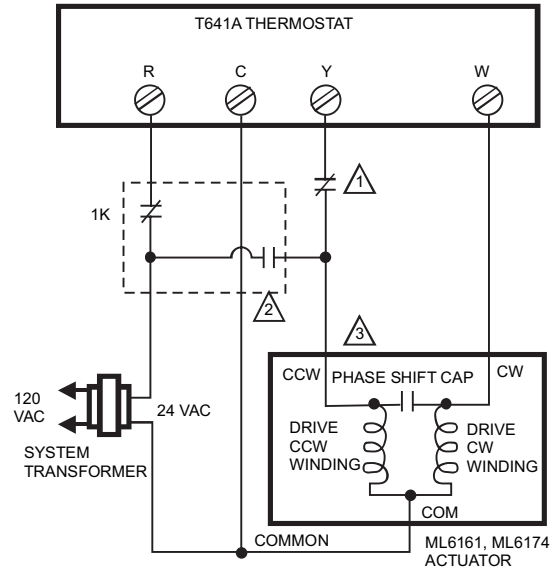 T641A THERMOSTAT
R C Y W
1
1K
2
3
CCW PHASE SHIFT CAP CW
120
VAC
24 VAC
SYSTEM
TRANSFORMER
DRIVE
CCW
WINDING
DRIVE
CW
WINDING
COM
COMMON
ML6161, ML6174
ACTUATOR